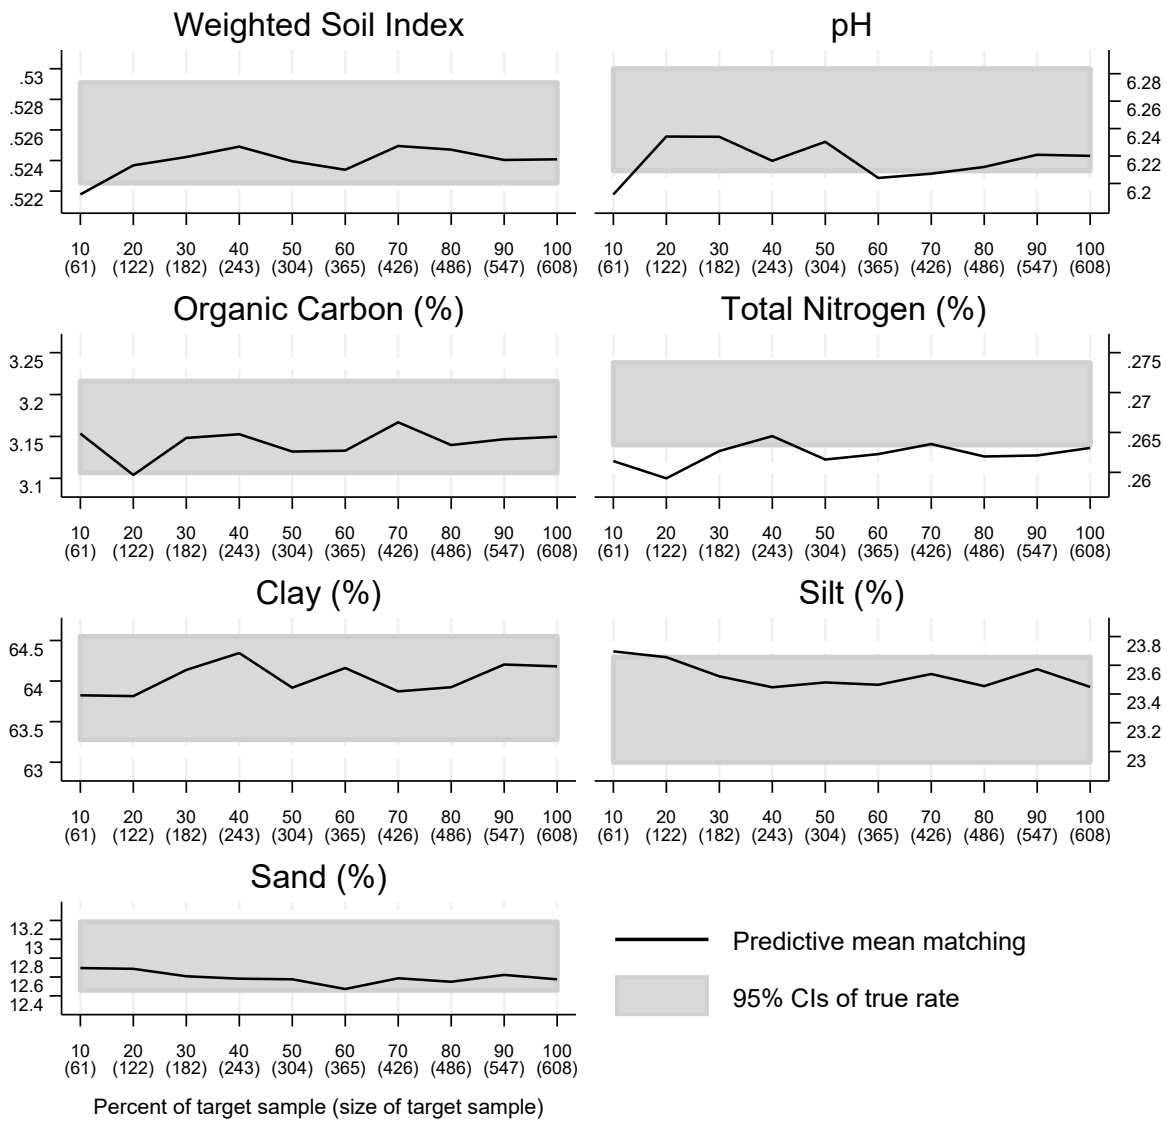 Weighted Soil Index
.53
.528
.526
.524
.522
10 20 30 40 50 60 70 80 90 100
(61) (122) (182) (243) (304) (365) (426) (486) (547) (608)
pH
6.28
6.26
6.24
6.22
6.2
10 20 30 40 50 60 70 80 90 100
(61) (122) (182) (243) (304) (365) (426) (486) (547) (608)
Organic Carbon (%)
3.25
3.2
3.15
3.1
10 20 30 40 50 60 70 80 90 100
(61) (122) (182) (243) (304) (365) (426) (486) (547) (608)
Total Nitrogen (%)
.275
.27
.265
.26
10 20 30 40 50 60 70 80 90 100
(61) (122) (182) (243) (304) (365) (426) (486) (547) (608)
Clay (%)
64.5
64
63.5
63
10 20 30 40 50 60 70 80 90 100
(61) (122) (182) (243) (304) (365) (426) (486) (547) (608)
Silt (%)
23.8
23.6
23.4
23.2
23
10 20 30 40 50 60 70 80 90 100
(61) (122) (182) (243) (304) (365) (426) (486) (547) (608)
Sand (%)
13.2
13
12.8
12.6
12.4
10 20 30 40 50 60 70 80 90 100
(61) (122) (182) (243) (304) (365) (426) (486) (547) (608)
Percent of target sample (size of target sample)
Predictive mean matching
95% CIs of true rate